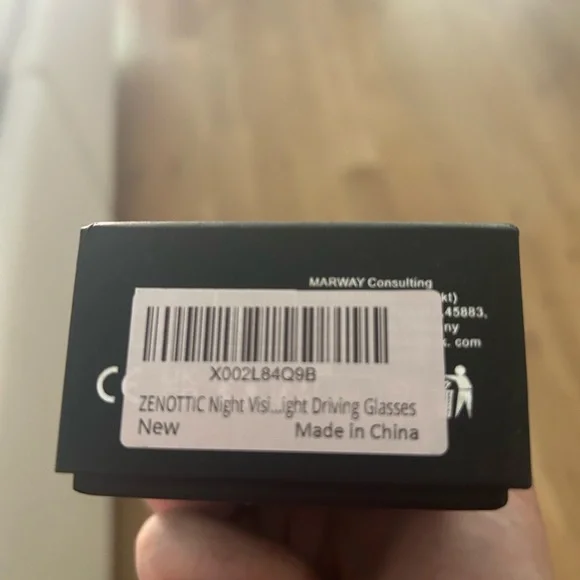 MARWAY Consulting
kt)
45883,
ny
. com
X002L84Q9B
ZENOTTIC Night Visi...ight Driving Glasses
New
Made in China